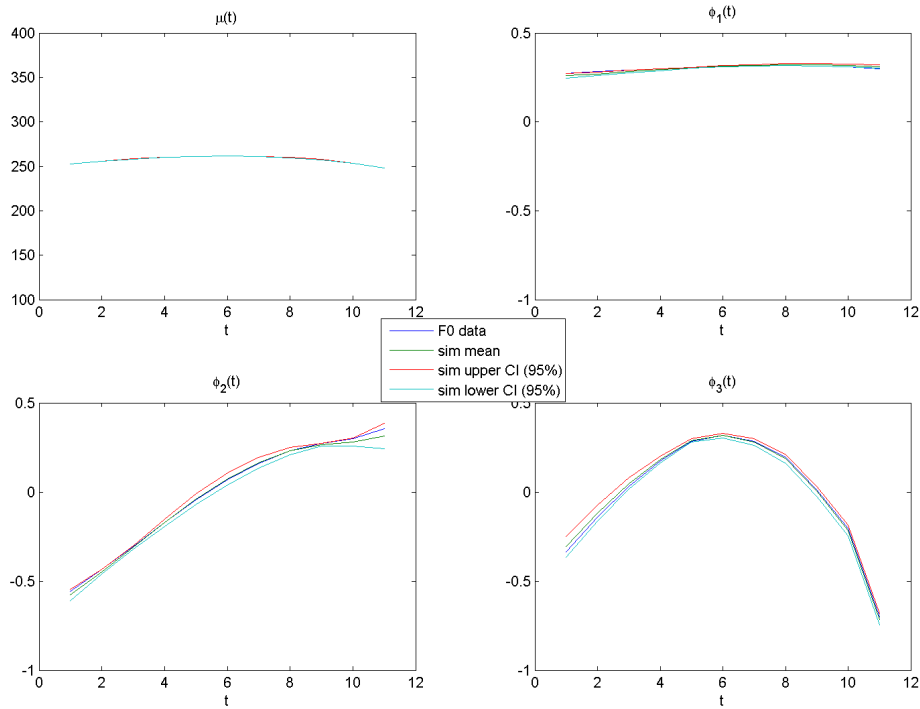 μ(t)
400
350
300
250
200
150
100
0 2 4 6 8 10 12
t
ϕ1(t)
0.5
0
-0.5
-1
0 2 4 6 8 10 12
t
F0 data
sim mean
sim upper CI (95%)
sim lower CI (95%)
ϕ2(t)
0.5
0
-0.5
-1
0 2 4 6 8 10 12
t
ϕ3(t)
0.5
0
-0.5
-1
0 2 4 6 8 10 12
t